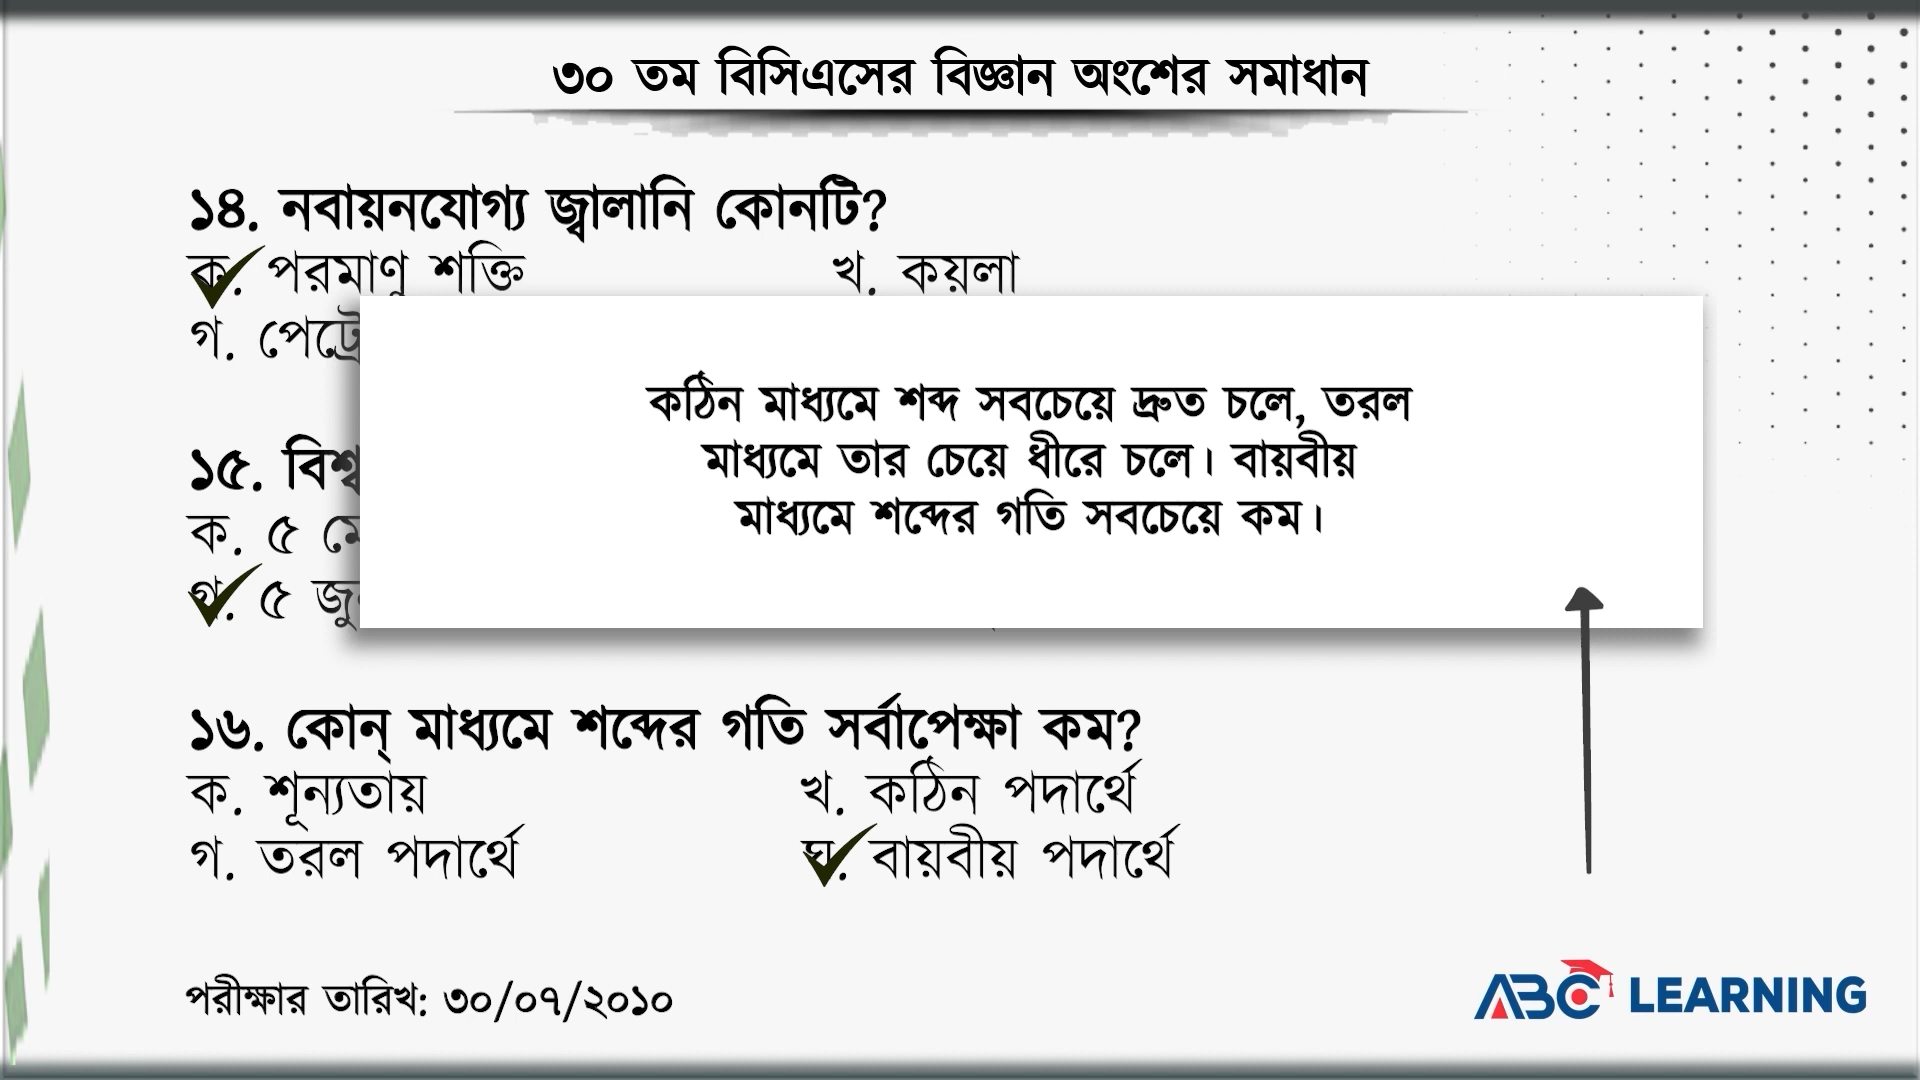 ৩০ তম বিসিএসের বিজ্ঞান অংশের সমাধান
১৪. নবায়নযোগ্য জ্বালানি কোনটি?
ক. পরমাণু শক্তি খ. কয়লা
গ.
কঠিন মাধ্যমে শব্দ সবচেয়ে দ্রুত চলে, তরল
মাধ্যমে তার চেয়ে ধীরে চলে। বায়বীয়
মাধ্যমে শব্দের গতি সবচেয়ে কম।
১৫.
ক. ৫
গ. ৫
১৬. কোন্ মাধ্যমে শব্দের গতি সর্বাপেক্ষা কম?
ক. শূন্যতায় খ. কঠিন পদার্থে
গ. তরল পদার্থে ঘ. বায়বীয় পদার্থে
পরীক্ষার তারিখ: ৩০/০৭/২০১০
ABC LEARNING